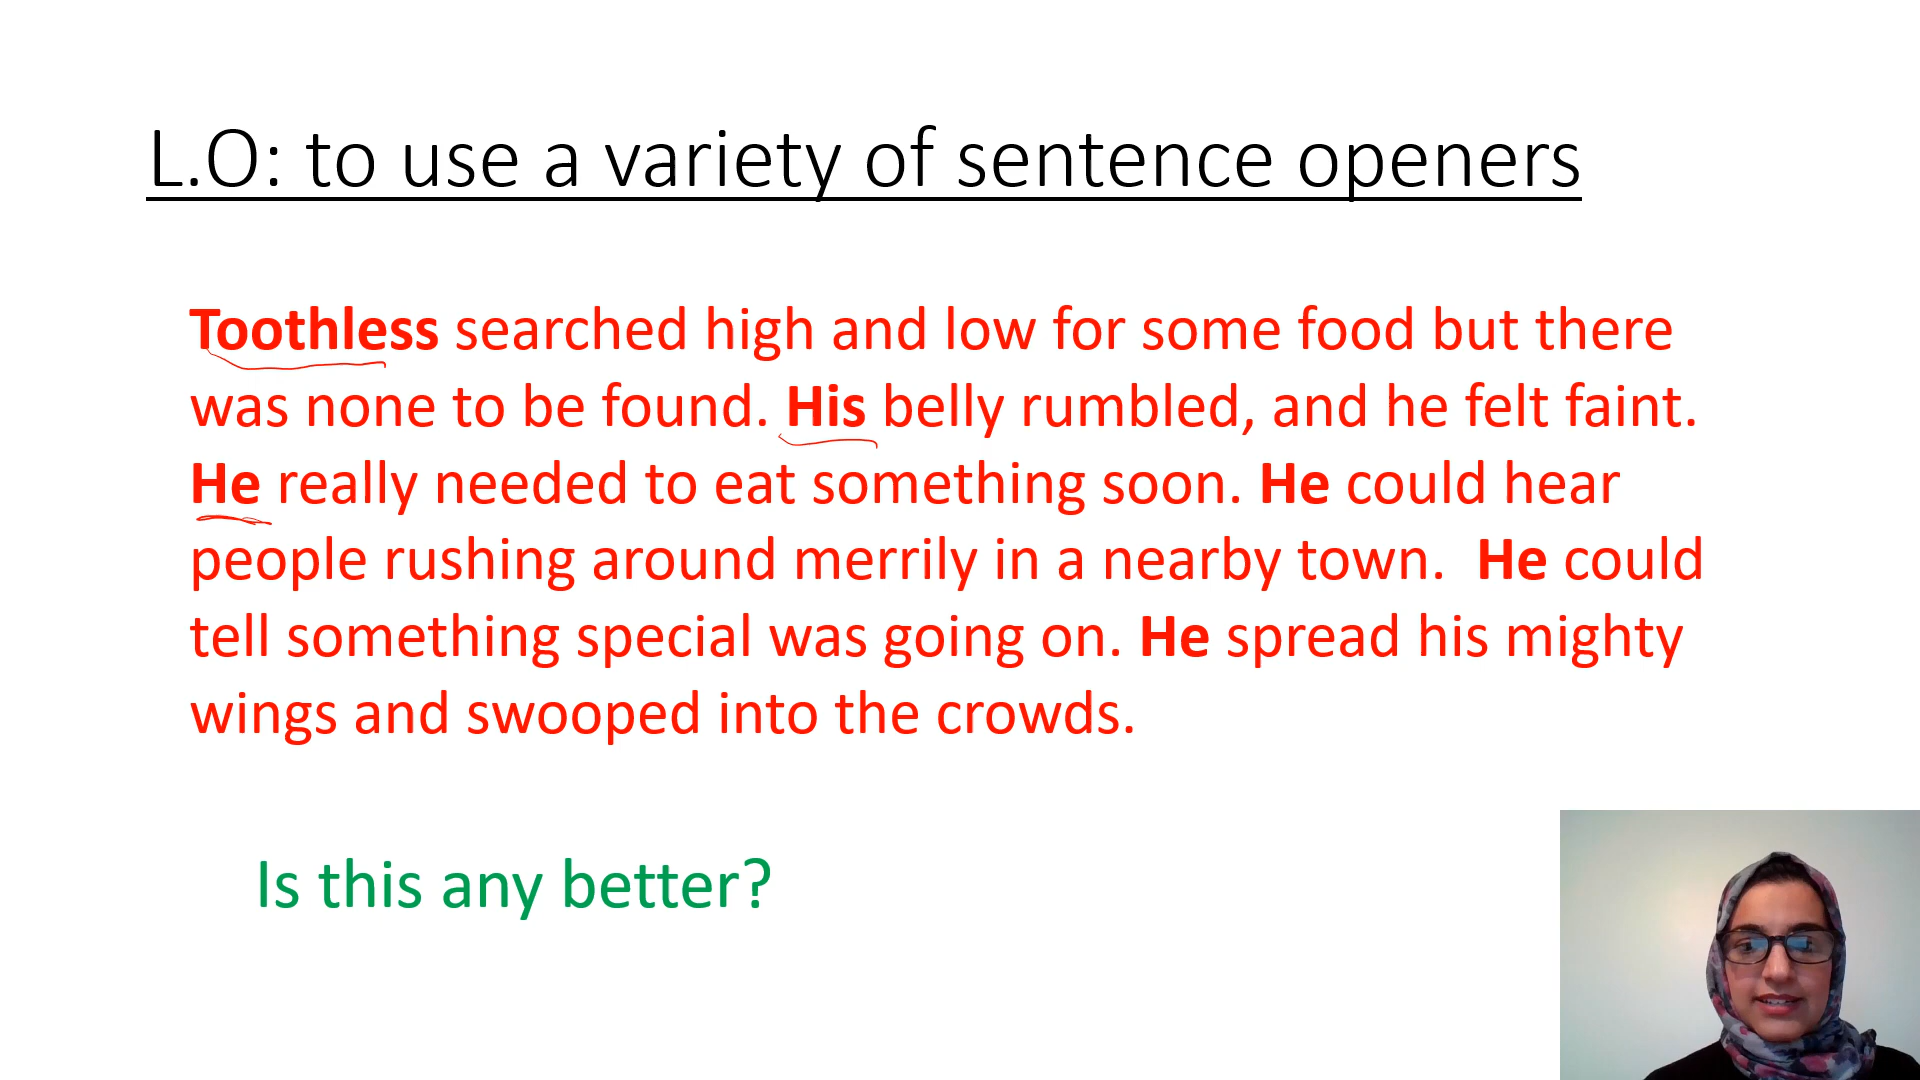 L.O: to use a variety of sentence openers
Toothless searched high and low for some food but there
was none to be found. His belly rumbled, and he felt faint.
He really needed to eat something soon. He could hear
people rushing around merrily in a nearby town.  He could
tell something special was going on. He spread his mighty
wings and swooped into the crowds.
Is this any better?